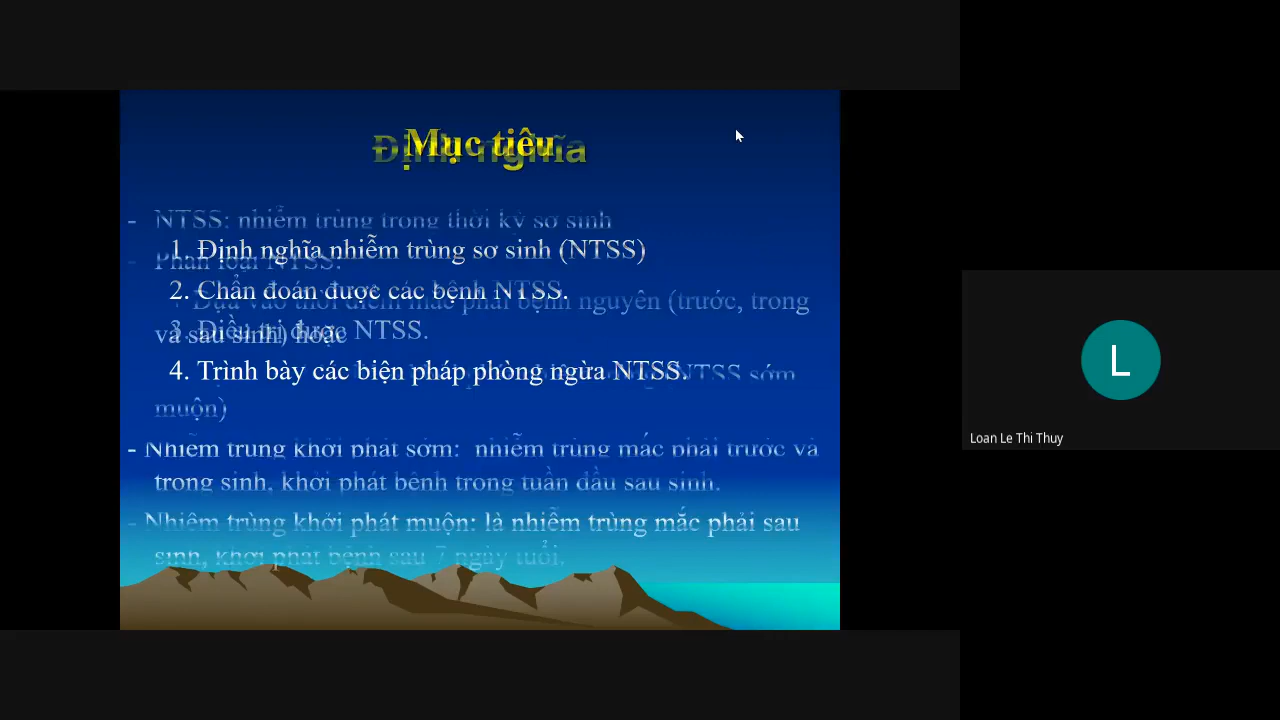 Mục tiêu
Định nghĩa
- NTSS: nhiễm trùng trong thời kỳ sơ sinh
1. Định nghĩa nhiễm trùng sơ sinh (NTSS)
- Phân loại NTSS:
2. Chẩn đoán được các bệnh NTSS.
+ Dựa vào thời điểm mắc phải bệnh nguyên (trước, trong
và sau sinh) hoặc
3. Điều trị được NTSS.
4. Trình bày các biện pháp phòng ngừa NTSS.
(NTSS sớm
muộn)
- Nhiễm trùng khởi phát sớm: nhiễm trùng mắc phải trước và
trong sinh, khởi phát bệnh trong tuần đầu sau sinh.
- Nhiễm trùng khởi phát muộn: là nhiễm trùng mắc phải sau
sinh, khởi phát bệnh sau 7 ngày tuổi.
L
Loan Le Thi Thuy